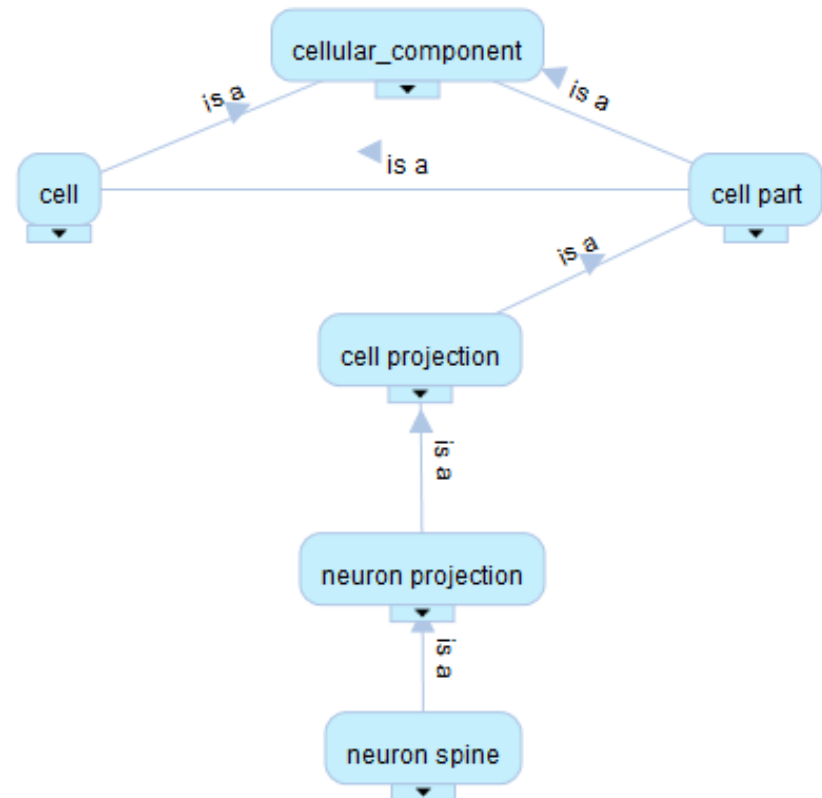 cellular_component
is a
is a
cell
is a
cell part
is a
cell projection
is a
neuron projection
is a
neuron spine